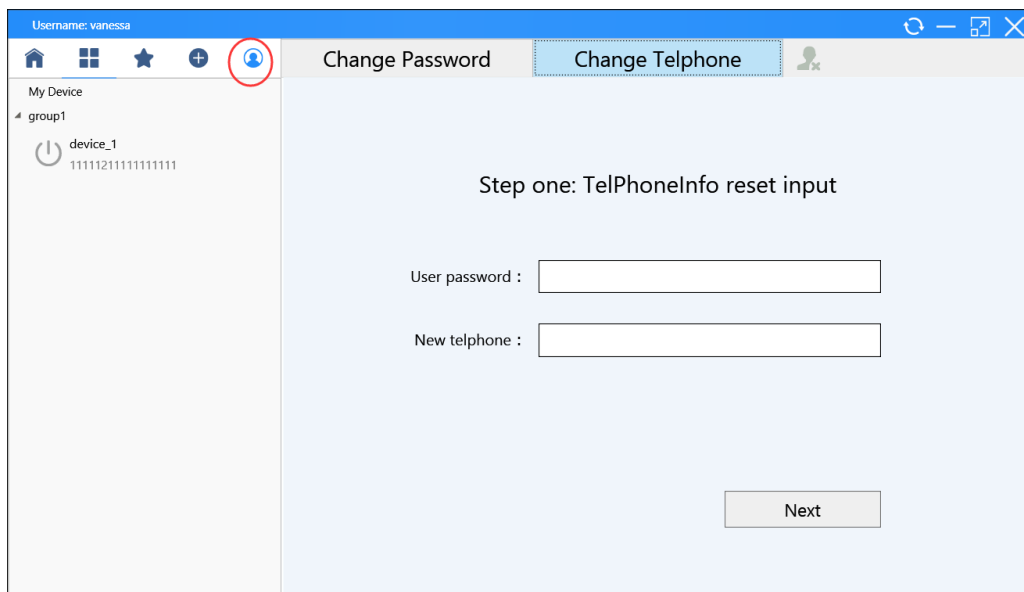 Username: vanessa
Change Password
Change Telphone
My Device
group1
device_1
11111211111111111
Step one: TelPhoneInfo reset input
User password :
New telphone :
Next